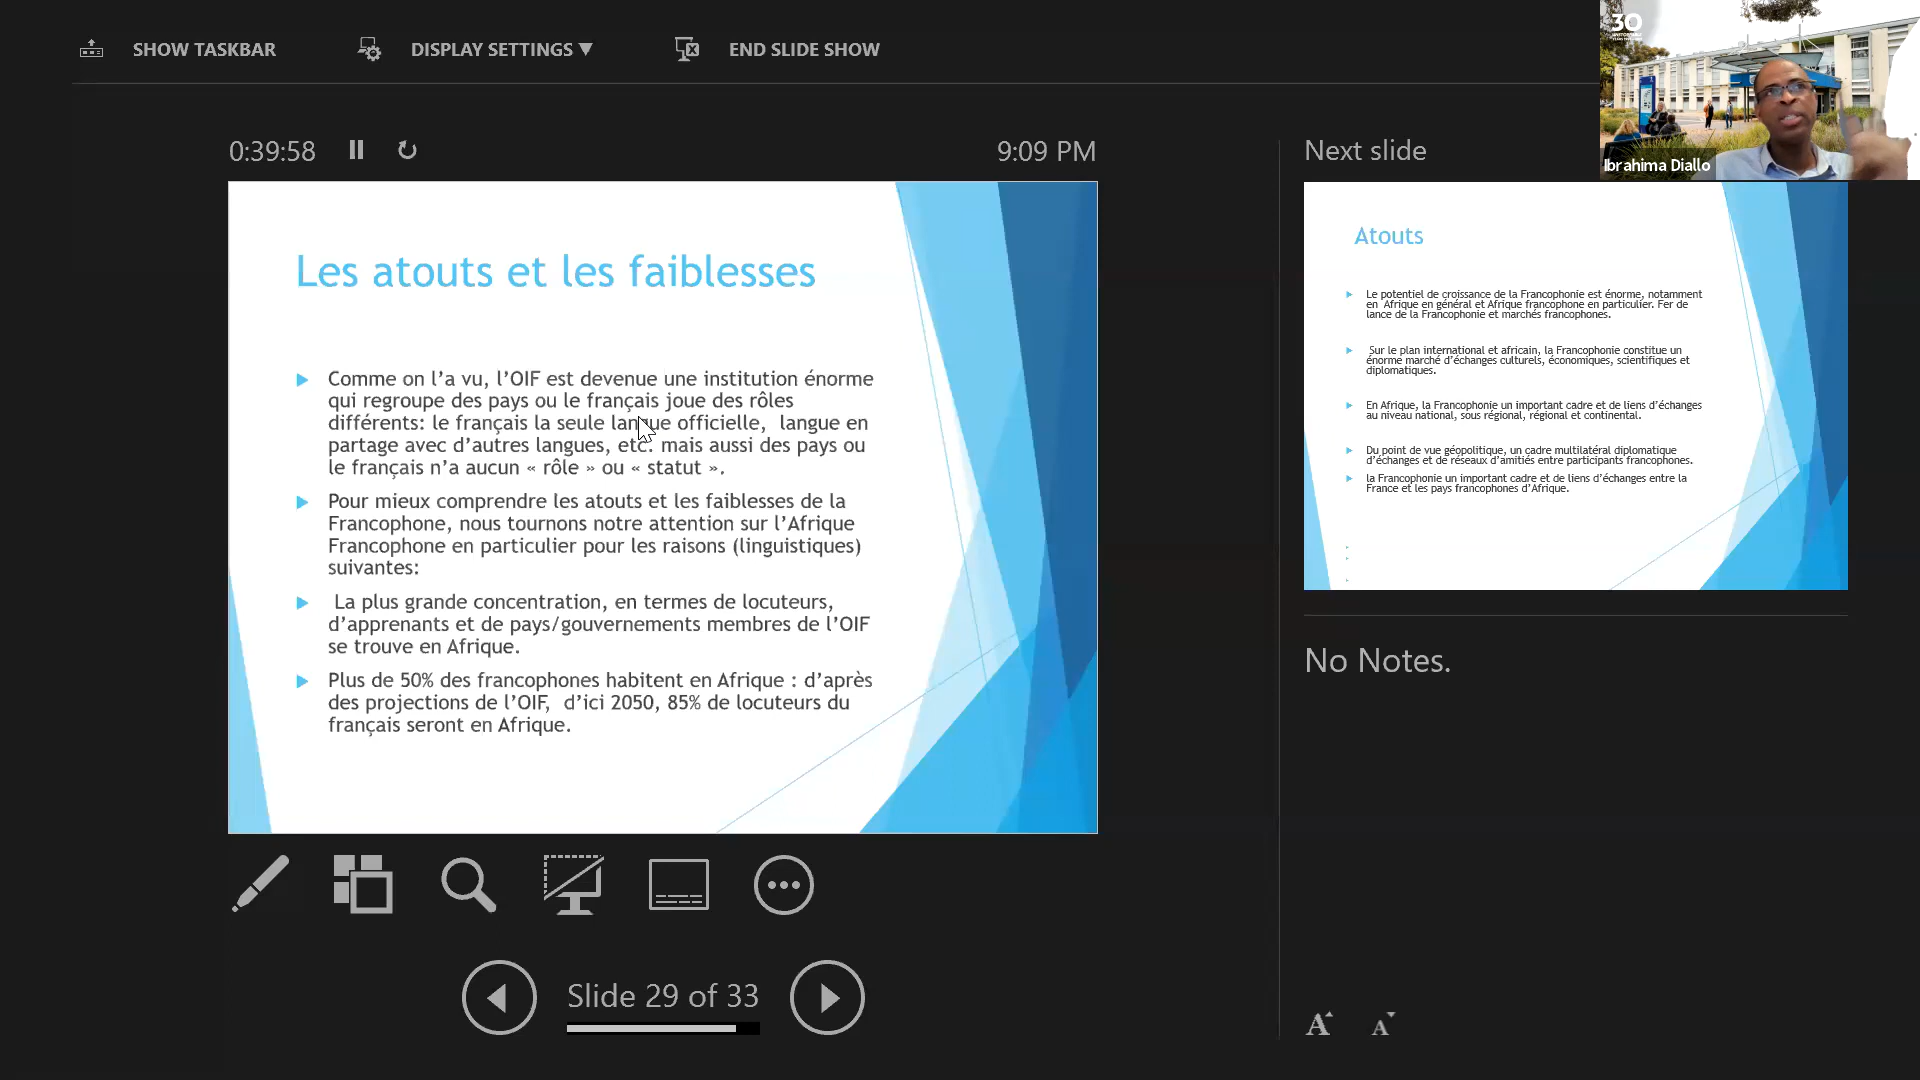 SHOW TASKBAR
DISPLAY SETTINGS ▼
END SLIDE SHOW
30
Ibrahima Diallo
0:39:58
9:09 PM
Next slide
Les atouts et les faiblesses
Comme on l’a vu, l’OIF est devenue une institution énorme
qui regroupe des pays ou le français joue des rôles
différents: le français la seule langue officielle,  langue en
partage avec d’autres langues, etc. mais aussi des pays ou
le français n’a aucun « rôle » ou « statut ».
Pour mieux comprendre les atouts et les faiblesses de la
Francophone, nous tournons notre attention sur l’Afrique
Francophone en particulier pour les raisons (linguistiques)
suivantes:
La plus grande concentration, en termes de locuteurs,
d’apprenants et de pays/gouvernements membres de l’OIF
se trouve en Afrique.
Plus de 50% des francophones habitent en Afrique : d’après
des projections de l’OIF,  d’ici 2050, 85% de locuteurs du
français seront en Afrique.
Atouts
Le potentiel de croissance de la Francophonie est énorme, notamment
en  Afrique en général et Afrique francophone en particulier. Fer de
lance de la Francophonie et marchés francophones.
Sur le plan international et africain, la Francophonie constitue un
énorme marché d’échanges culturels, économiques, scientifiques et
diplomatiques.
En Afrique, la Francophonie un important cadre et de liens d’échanges
au niveau national, sous régional, régional et continental.
Du point de vue géopolitique, un cadre multilatéral diplomatique
d’échanges et de réseaux d’amitiés entre participants francophones.
la Francophonie un important cadre et de liens d’échanges entre la
France et les pays francophones d’Afrique.
No Notes.
Slide 29 of 33
A A